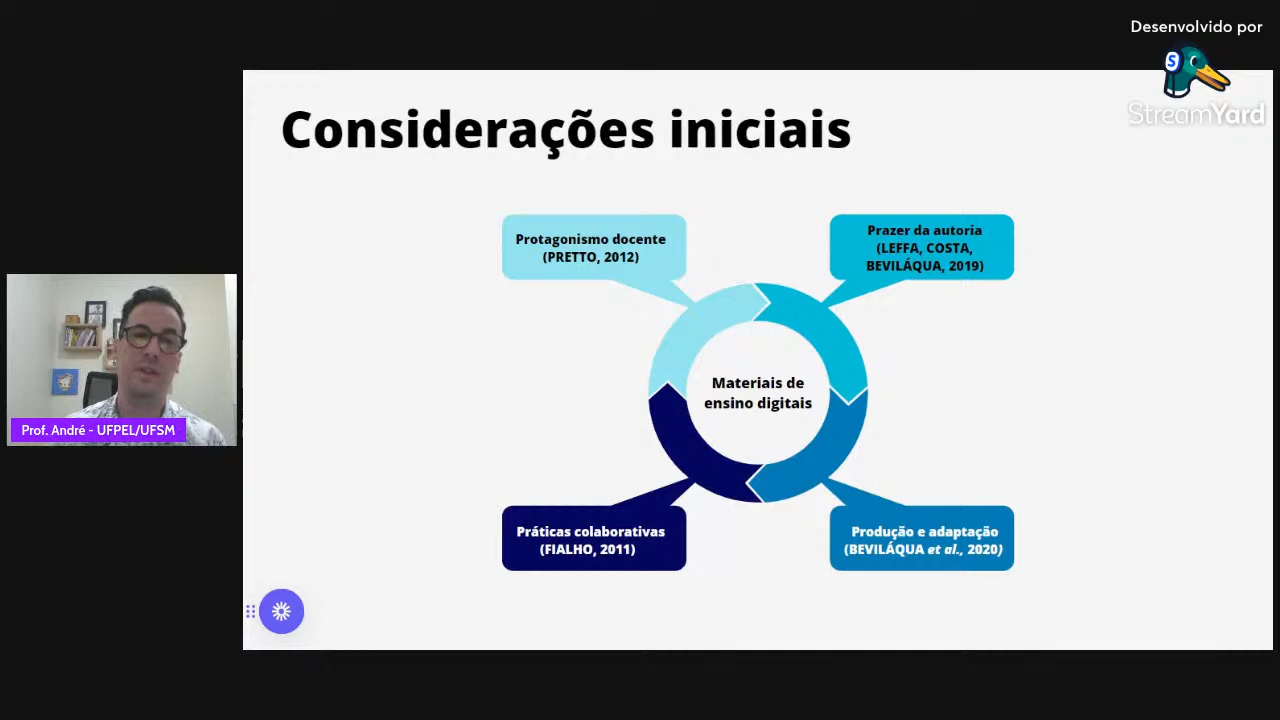 Desenvolvido por
S
StreamYard
Considerações iniciais
Protagonismo docente
(PRETTO, 2012)
Prazer da autoria
(LEFFA, COSTA,
BEVILÁQUA, 2019)
Materiais de
ensino digitais
Prof. André - UFPEL/UFSM
Práticas colaborativas
(FIALHO, 2011)
Produção e adaptação
(BEVILÁQUA et al., 2020)